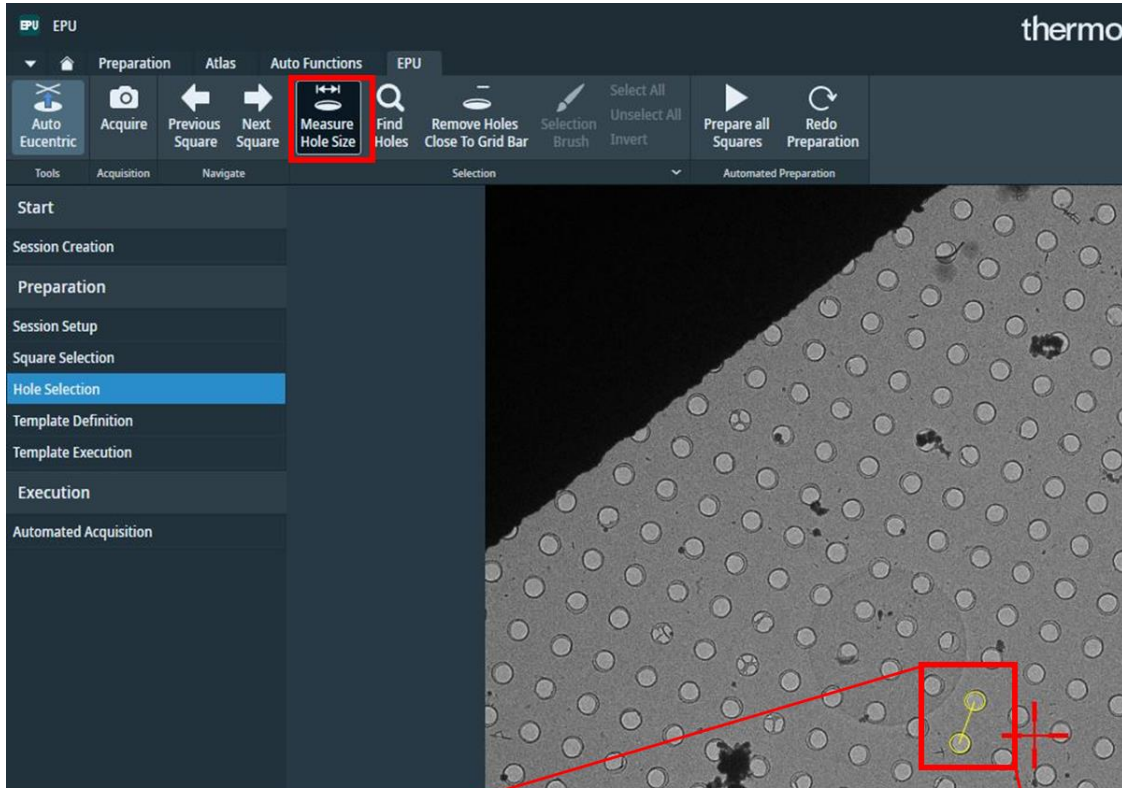 EPU EPU
thermo
Preparation Atlas Auto Functions EPU
Auto Eucentric
Acquire
Previous Square
Next Square
Measure Hole Size
Find Holes
Remove Holes Close To Grid Bar
Selection Brush
Select All
Unselect All
Invert
Prepare all Squares
Redo Preparation
Tools Acquisition Navigate Selection Automated Preparation
Start
Session Creation
Preparation
Session Setup
Square Selection
Hole Selection
Template Definition
Template Execution
Execution
Automated Acquisition